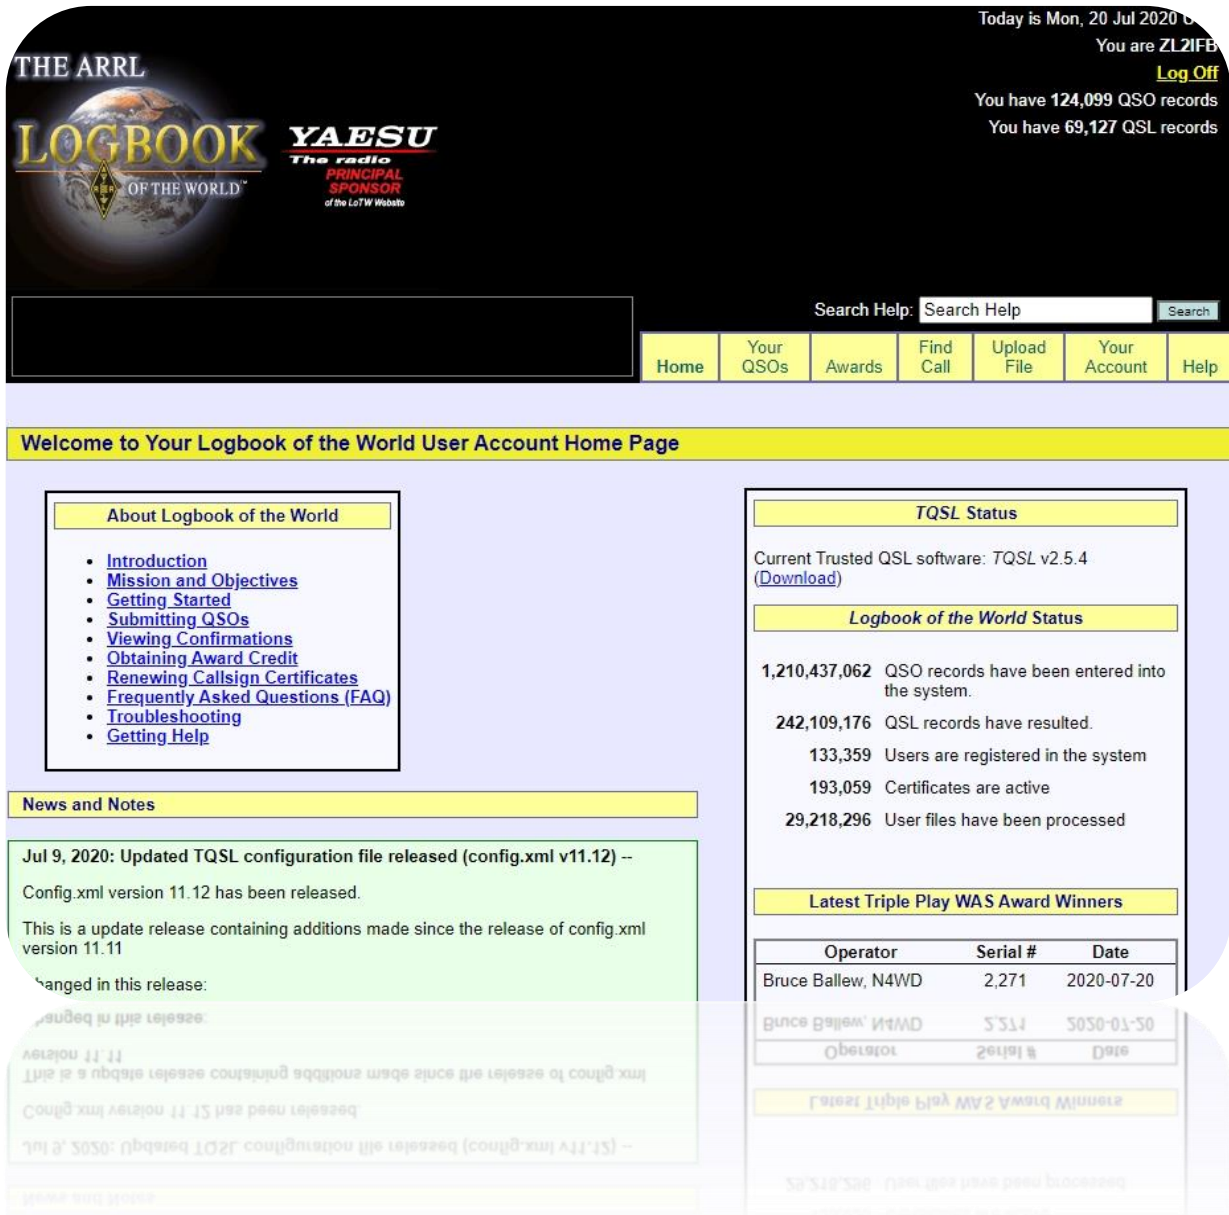 Today is Mon, 20 Jul 2020
You are ZL2IFB
Log Off
You have 124,099 QSO records
You have 69,127 QSL records
THE ARRL
LOGBOOK
OF THE WORLD™
YAESU
The radio
PRINCIPAL
SPONSOR
of the LoTW Website
Search Help: Search Help Search
Home
Your
QSOs
Awards
Find
Call
Upload
File
Your
Account
Help
Welcome to Your Logbook of the World User Account Home Page
About Logbook of the World
• Introduction
• Mission and Objectives
• Getting Started
• Submitting QSOs
• Viewing Confirmations
• Obtaining Award Credit
• Renewing Callsign Certificates
• Frequently Asked Questions (FAQ)
• Troubleshooting
• Getting Help
News and Notes
Jul 9, 2020: Updated TQSL configuration file released (config.xml v11.12) --
Config.xml version 11.12 has been released.
This is a update release containing additions made since the release of config.xml
version 11.11
hanged in this release:
TQSL Status
Current Trusted QSL software: TQSL v2.5.4
(Download)
Logbook of the World Status
1,210,437,062 QSO records have been entered into
the system.
242,109,176 QSL records have resulted.
133,359 Users are registered in the system
193,059 Certificates are active
29,218,296 User files have been processed
Latest Triple Play WAS Award Winners
Operator Serial # Date
Bruce Ballew, N4WD 2,271 2020-07-20